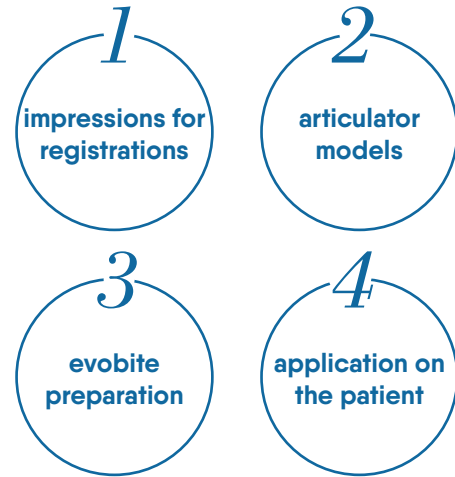 1
impressions for
registrations
2
articulator
models
3
evobite
preparation
4
application on
the patient